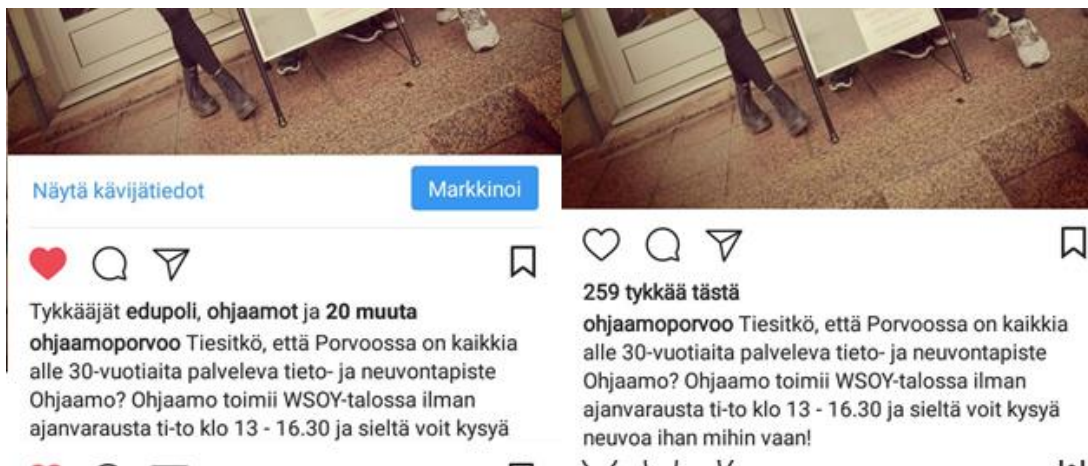 Näytä kävijätiedot
Markkinoi
Tykkääjät edupoli, ohjaamot ja 20 muuta
ohjaamoporvoo Tiesitkö, että Porvoossa on kaikkia
alle 30-vuotiaita palveleva tieto- ja neuvontapiste
Ohjaamo? Ohjaamo toimii WSOY-talossa ilman
ajanvarausta ti-to klo 13 - 16.30 ja sieltä voit kysyä
259 tykkää tästä
ohjaamoporvoo Tiesitkö, että Porvoossa on kaikkia
alle 30-vuotiaita palveleva tieto- ja neuvontapiste
Ohjaamo? Ohjaamo toimii WSOY-talossa ilman
ajanvarausta ti-to klo 13 - 16.30 ja sieltä voit kysyä
neuvoa ihan mihin vaan!